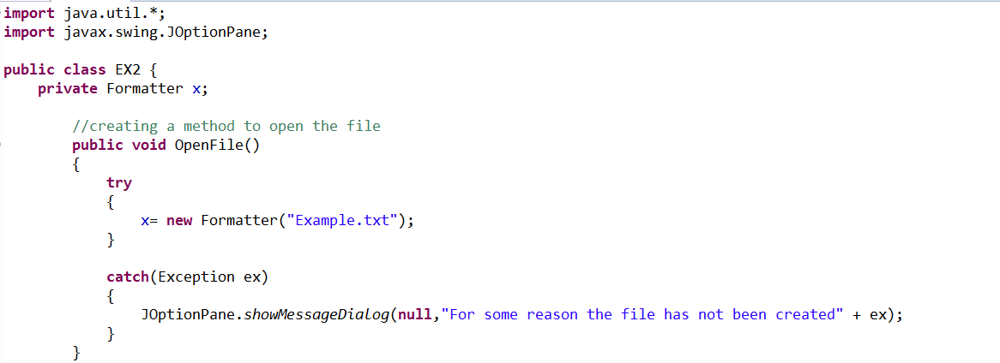 import java.util.*;
import javax.swing.JOptionPane;
public class EX2 {
private Formatter x;
//creating a method to open the file
public void OpenFile()
{
try
{
x= new Formatter("Example.txt");
}
catch(Exception ex)
{
JOptionPane.showMessageDialog(null,"For some reason the file has not been created" + ex);
}
}